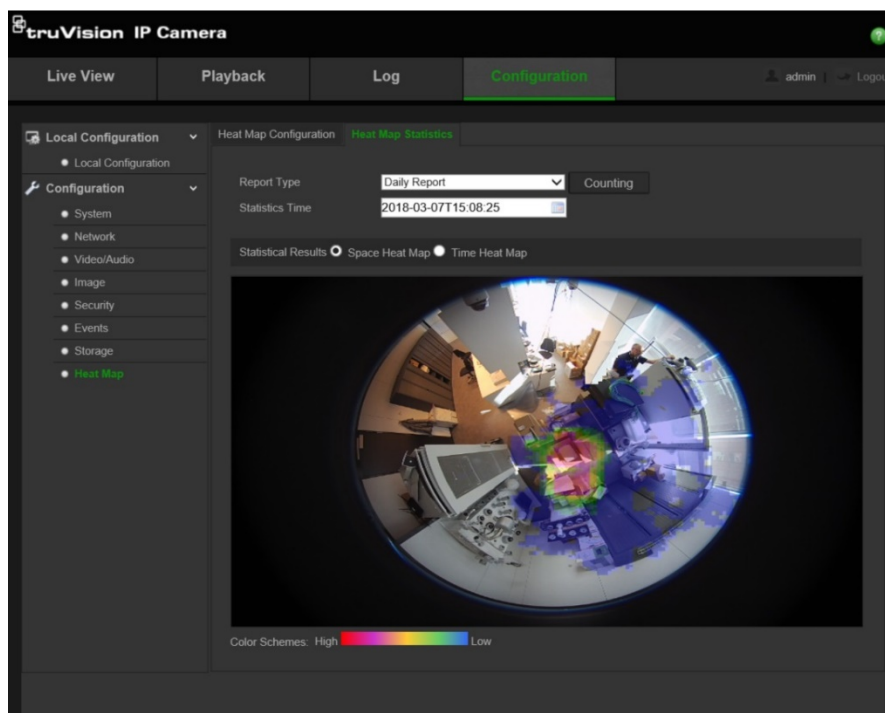 truVision IP Camera
?
Live View Playback Log Configuration admin | Logou
Local Configuration
Local Configuration
Configuration
System
Network
Video/Audio
Image
Security
Events
Storage
Heat Map
Heat Map Configuration Heat Map Statistics
Report Type Daily Report Counting
Statistics Time 2018-03-07T15:08:25
Statistical Results Space Heat Map Time Heat Map
Color Schemes: High Low